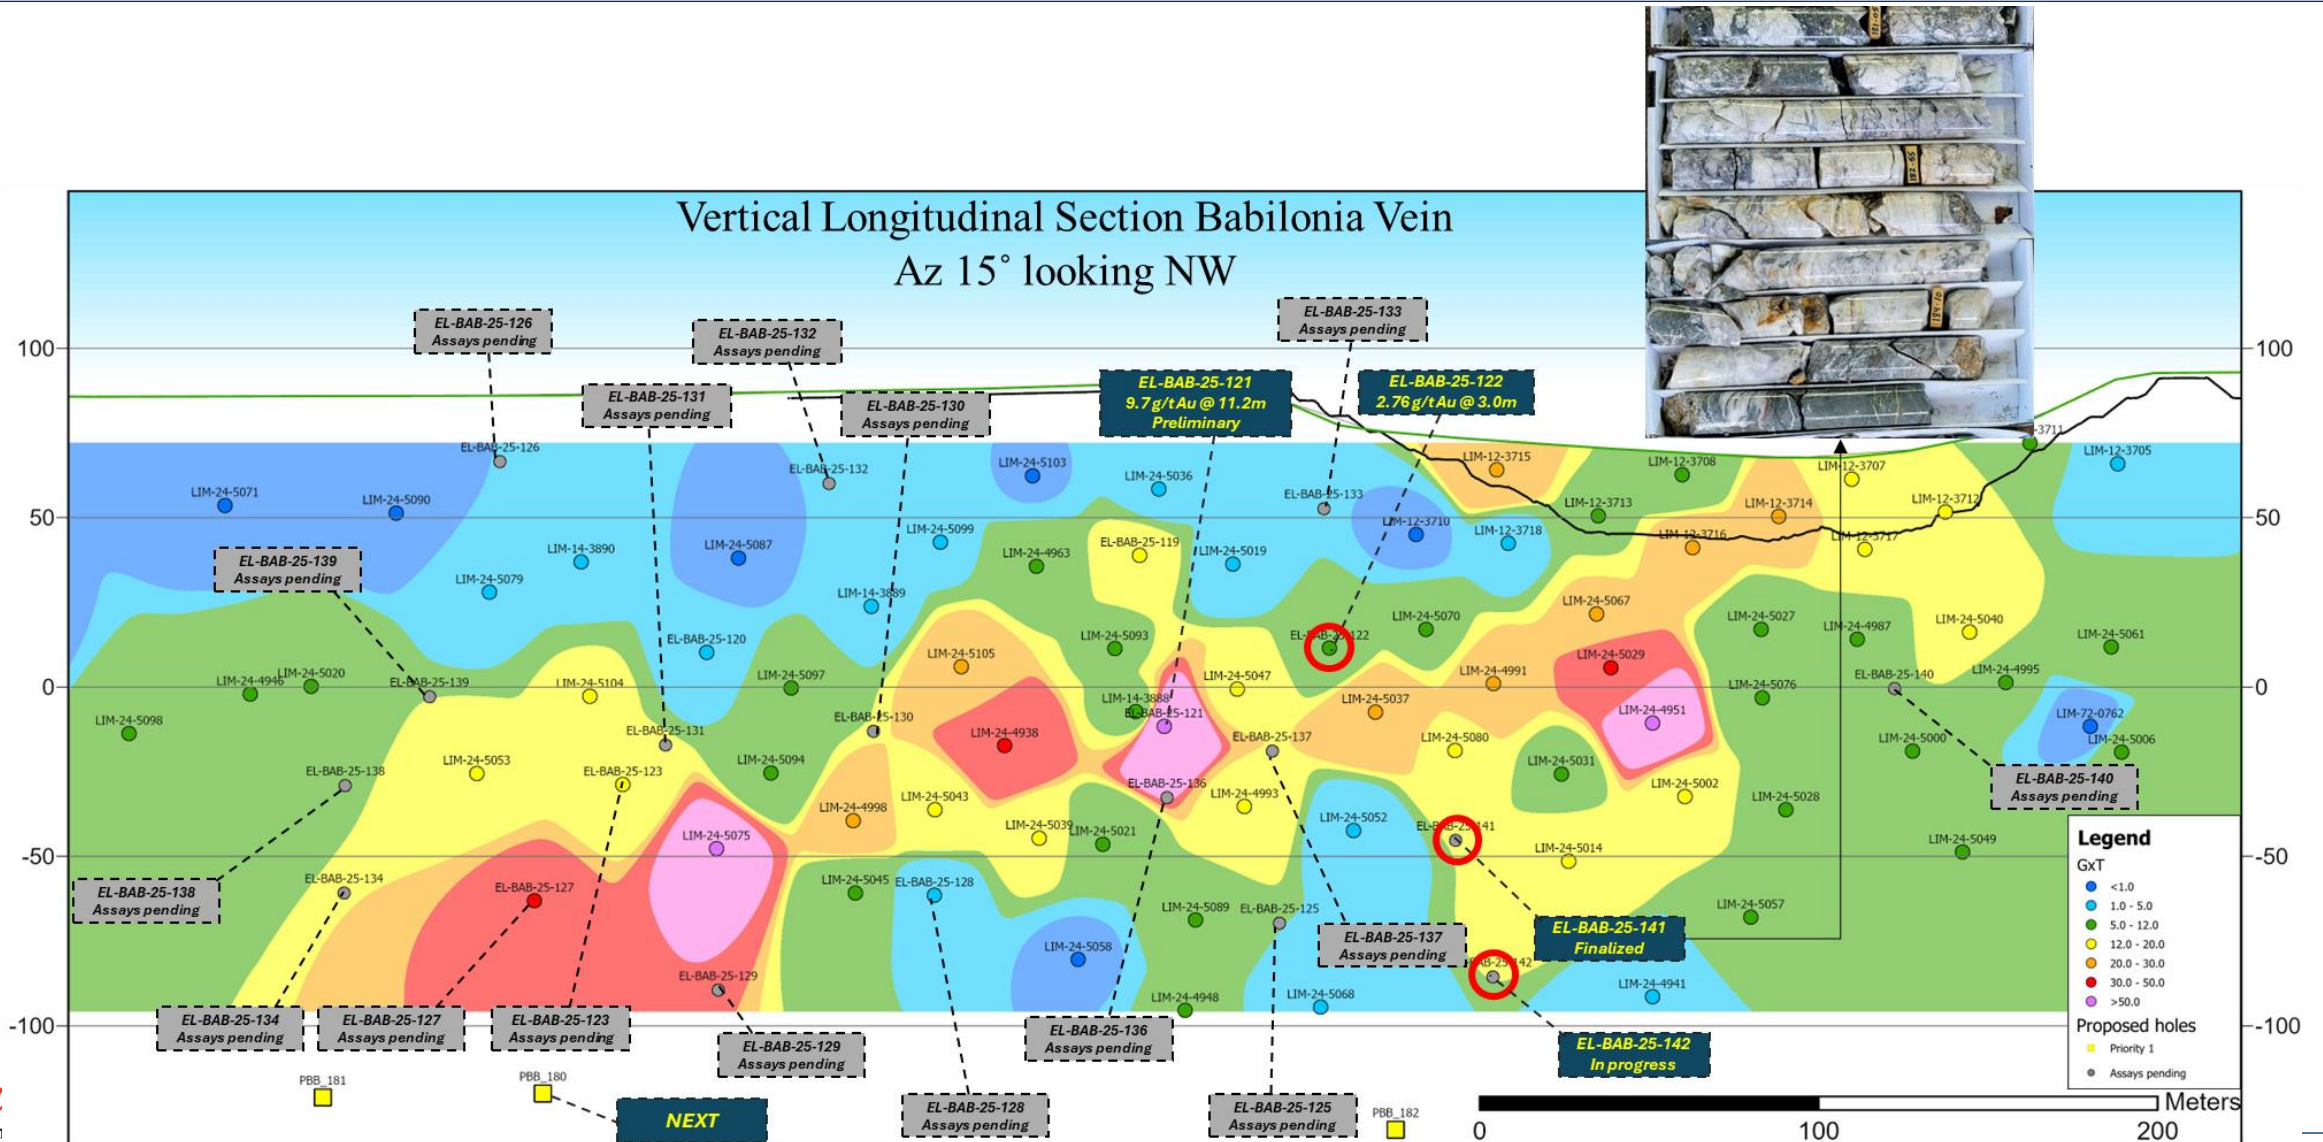 Vertical Longitudinal Section Babilonia Vein
Az 15° looking NW
EL-BAB-25-126
Assays pending
EL-BAB-25-132
Assays pending
EL-BAB-25-133
Assays pending
100
100
EL-BAB-25-131
Assays pending
EL-BAB-25-130
Assays pending
EL-BAB-25-121
9.7g/tAu@11.2m
Preliminary
EL-BAB-25-122
2.76g/tAu@3.0m
EL-BAB-25-126
EL-BAB-25-132
LIM-24-5103
LIM-24-5036
EL-BAB-25-133
LIM-12-3715
LIM-12-3708
LIM-12-3707
-3711
LIM-12-3705
LIM-24-5071
LIM-24-5090
LIM-12-3713
LIM-12-3714
LIM-12-3712
50
50
LIM-14-3890
LIM-24-5087
LIM-24-5099
LIM-24-4963
EL-BAB-25-119
LIM-24-5019
LIM-12-3710
LIM-12-3718
LIM-12-3716
LIM-12-3717
EL-BAB-25-139
Assays pending
LIM-24-5079
LIM-14-3889
LIM-24-5067
EL-BAB-25-120
LIM-24-5093
EL-BAB-25-122
LIM-24-5070
LIM-24-5027
LIM-24-4987
LIM-24-5040
LIM-24-5061
LIM-24-4946
LIM-24-5020
EL-BAB-25-139
LIM-24-5104
LIM-24-5097
LIM-24-5105
LIM-24-5047
LIM-24-4991
LIM-24-5029
EL-BAB-25-140
LIM-24-4995
0
0
LIM-24-5098
EL-BAB-25-131
EL-BAB-25-130
LIM-24-4938
LIM-14-3888
EL-BAB-25-121
LIM-24-5037
LIM-24-4951
LIM-24-5076
LIM-72-0762
EL-BAB-25-138
LIM-24-5053
EL-BAB-25-123
LIM-24-5094
EL-BAB-25-137
LIM-24-5080
LIM-24-5031
LIM-24-5000
LIM-24-5006
LIM-24-4998
LIM-24-5043
EL-BAB-25-136
LIM-24-4993
LIM-24-5002
LIM-24-5028
EL-BAB-25-140
Assays pending
LIM-24-5075
LIM-24-5039
LIM-24-5021
LIM-24-5052
EL-BAB-25-141
LIM-24-5014
LIM-24-5049
-50
-50
EL-BAB-25-138
Assays pending
EL-BAB-25-134
EL-BAB-25-127
LIM-24-5045
EL-BAB-25-128
LIM-24-5089
EL-BAB-25-125
LIM-24-5057
EL-BAB-25-137
Assays pending
EL-BAB-25-141
Finalized
EL-BAB-25-129
LIM-24-5058
LIM-24-4948
LIM-24-5068
BAB-25-142
LIM-24-4941
-100
-100
EL-BAB-25-134
Assays pending
EL-BAB-25-127
Assays pending
EL-BAB-25-123
Assays pending
EL-BAB-25-129
Assays pending
EL-BAB-25-136
Assays pending
EL-BAB-25-142
In progress
PBB_181
PBB_180
NEXT
EL-BAB-25-128
Assays pending
EL-BAB-25-125
Assays pending
PBB_182
Legend
GxT
<1.0
1.0 - 5.0
5.0 - 12.0
12.0 - 20.0
20.0 - 30.0
30.0 - 50.0
>50.0
Proposed holes
Priority 1
Assays pending
Meters
0
100
200